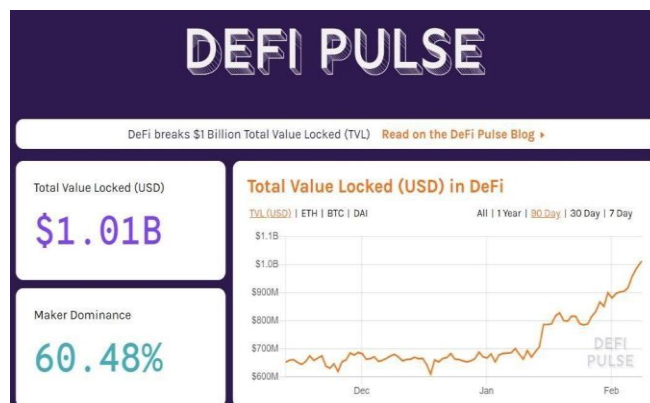 DEFI PULSE
DeFi breaks $1 Billion Total Value Locked (TVL) Read on the DeFi Pulse Blog ▸
Total Value Locked (USD)
$1.01B
Maker Dominance
60.48%
Total Value Locked (USD) in DeFi
TVL (USD) | ETH | BTC | DAI
All | 1 Year | 90 Day | 30 Day | 7 Day
$1.1B
$1.0B
$900M
$800M
$700M
$600M
Dec Jan Feb
DEFI
PULSE